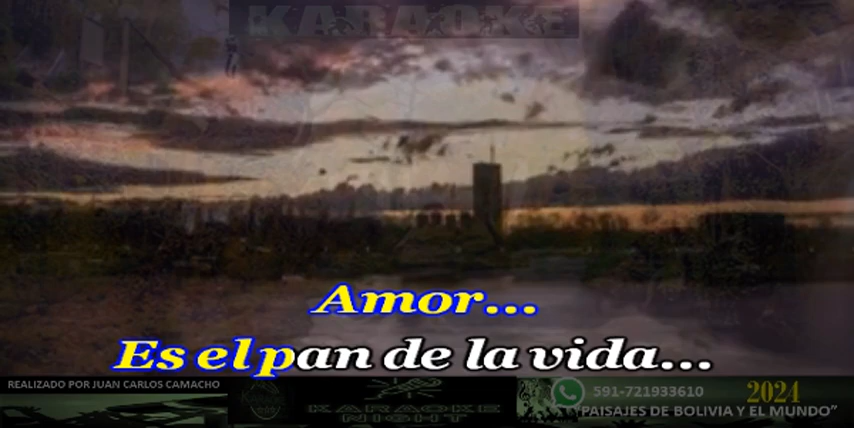 KARAOKE
Amor...
Es el pan de la vida...
REALIZADO POR JUAN CARLOS CAMACHO
KARAOKE
NIGHT
591-721933610
2024
PAISAJES DE BOLIVIA Y EL MUNDO”